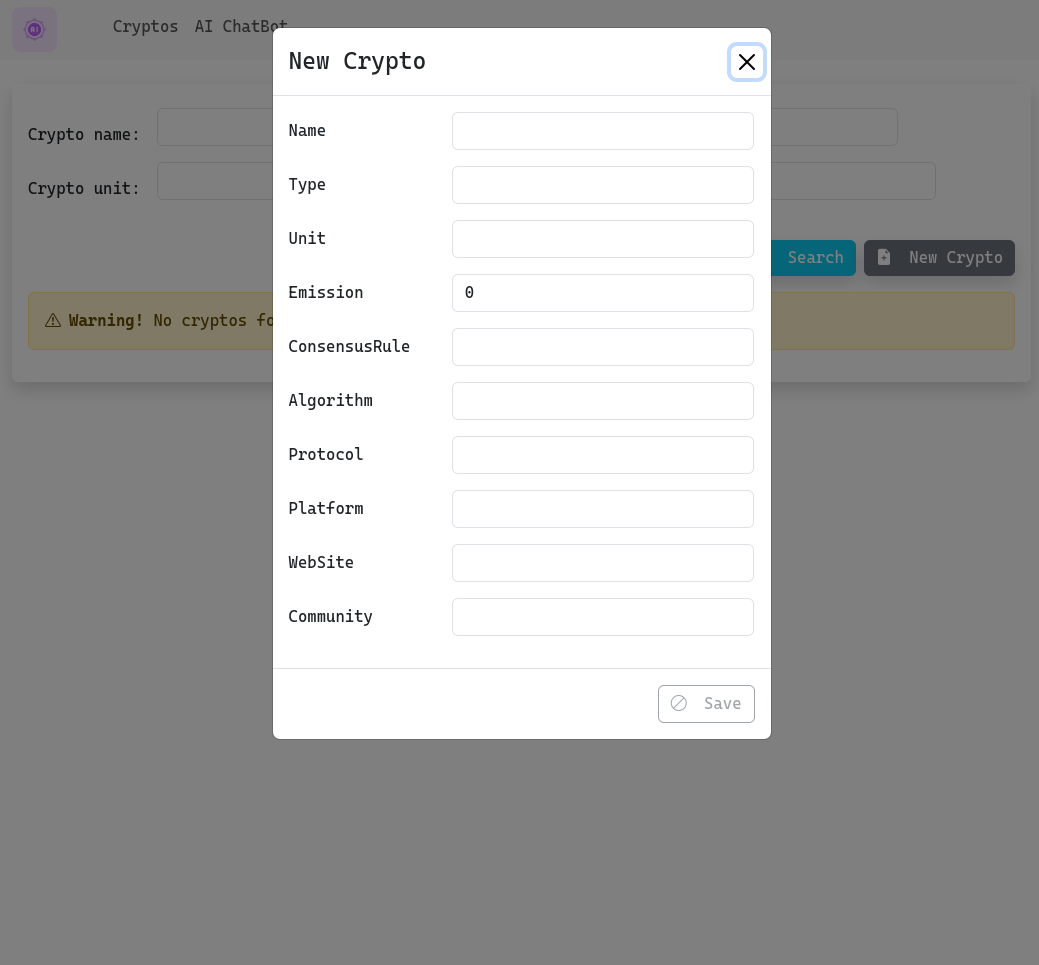 AI
Cryptos AI ChatBot
New Crypto
Crypto name:
Crypto unit:
Search
New Crypto
Warning! No cryptos fo
Name
Type
Unit
Emission
0
ConsensusRule
Algorithm
Protocol
Platform
WebSite
Community
Save